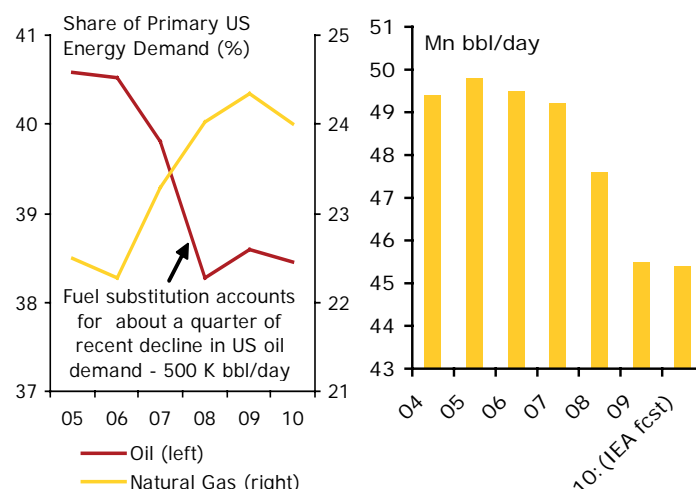 Share of Primary US
Energy Demand (%)
41
40
39
38
37
25
24
23
22
21
Fuel substitution accounts
for about a quarter of
recent decline in US oil
demand - 500 K bbl/day
05 06 07 08 09 10
Oil (left)
Natural Gas (right)
Mn bbl/day
51
50
49
48
47
46
45
44
43
04 05 06 07 08 09 10:(IEA fcst)